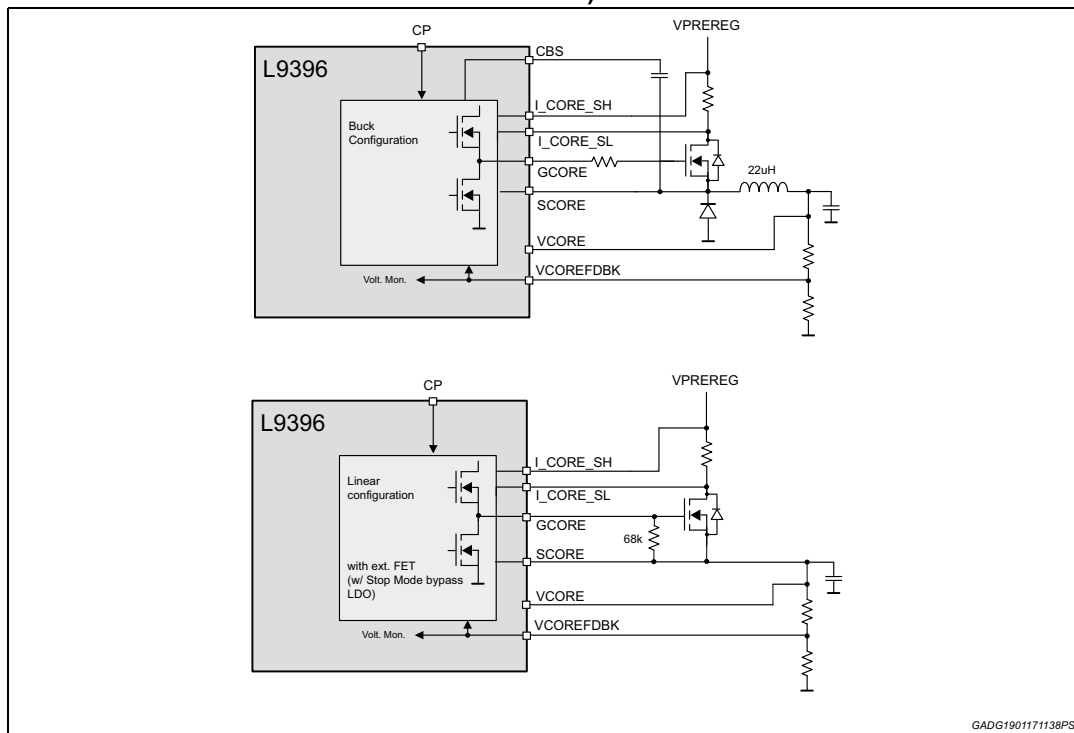 VPREREG
CP
CBS
L9396
I_CORE_SH
Buck
Configuration
I_CORE_SL
GCORE
22uH
SCORE
VCORE
VCOREFDBK
Volt. Mon.
VPREREG
CP
L9396
I_CORE_SH
Linear
configuration
I_CORE_SL
GCORE
68k
SCORE
with ext. FET
(w/ Stop Mode bypass
LDO)
VCORE
VCOREFDBK
Volt. Mon.
GADG1901171138PS